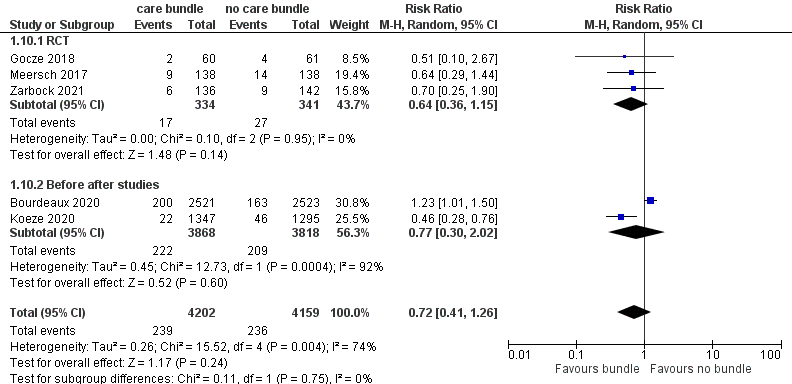 care bundle no care bundle Risk Ratio Risk Ratio
Study or Subgroup Events Total Events Total Weight M-H, Random, 95% CI M-H, Random, 95% CI
1.10.1 RCT
Gocze 2018 2 60 4 61 8.5% 0.51 [0.10, 2.67]
Meersch 2017 9 138 14 138 19.4% 0.64 [0.29, 1.44]
Zarbock 2021 6 136 9 142 15.8% 0.70 [0.25, 1.90]
Subtotal (95% CI) 334 341 43.7% 0.64 [0.36, 1.15]
Total events 17 27
Heterogeneity: Tau² = 0.00; Chi² = 0.10, df = 2 (P = 0.95); I² = 0%
Test for overall effect: Z = 1.48 (P = 0.14)
1.10.2 Before after studies
Bourdeaux 2020 200 2521 163 2523 30.8% 1.23 [1.01, 1.50]
Koeze 2020 22 1347 46 1295 25.5% 0.46 [0.28, 0.76]
Subtotal (95% CI) 3868 3818 56.3% 0.77 [0.30, 2.02]
Total events 222 209
Heterogeneity: Tau² = 0.45; Chi² = 12.73, df = 1 (P = 0.0004); I² = 92%
Test for overall effect: Z = 0.52 (P = 0.60)
Total (95% CI) 4202 4159 100.0% 0.72 [0.41, 1.26]
Total events 239 236
Heterogeneity: Tau² = 0.26; Chi² = 15.52, df = 4 (P = 0.004); I² = 74%
Test for overall effect: Z = 1.17 (P = 0.24)
Test for subgroup differences: Chi² = 0.11, df = 1 (P = 0.75), I² = 0%
0.01 0.1 1 10 100
Favours bundle Favours no bundle